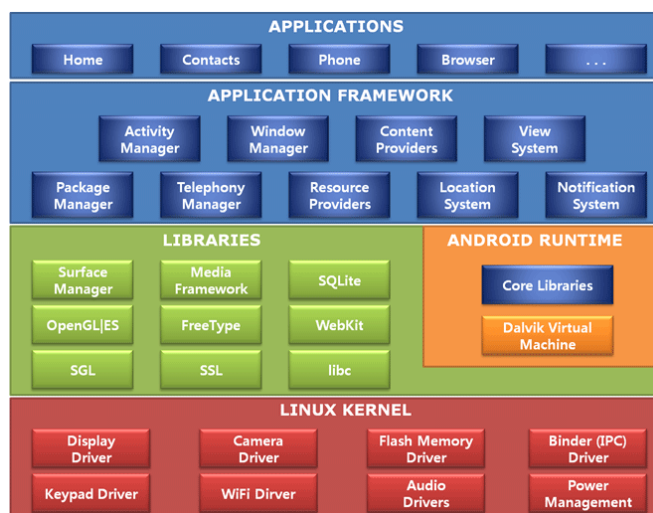 APPLICATIONS
Home
Contacts
Phone
Browser
. . .
APPLICATION FRAMEWORK
Activity
Manager
Window
Manager
Content
Providers
View
System
Package
Manager
Telephony
Manager
Resource
Providers
Location
System
Notification
System
LIBRARIES
Surface
Manager
Media
Framework
SQLite
OpenGL|ES
FreeType
WebKit
SGL
SSL
libc
ANDROID RUNTIME
Core Libraries
Dalvik Virtual
Machine
LINUX KERNEL
Display
Driver
Camera
Driver
Flash Memory
Driver
Binder (IPC)
Driver
Keypad Driver
WiFi Dirver
Audio
Drivers
Power
Management